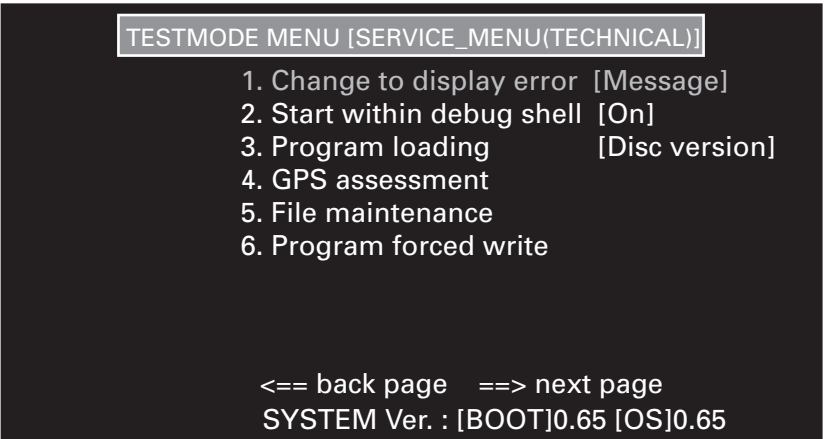 TESTMODE MENU [SERVICE_MENU(TECHNICAL)]
1. Change to display error [Message]
2. Start within debug shell [On]
3. Program loading [Disc version]
4. GPS assessment
5. File maintenance
6. Program forced write
<== back page ==> next page
SYSTEM Ver. : [BOOT]0.65 [OS]0.65